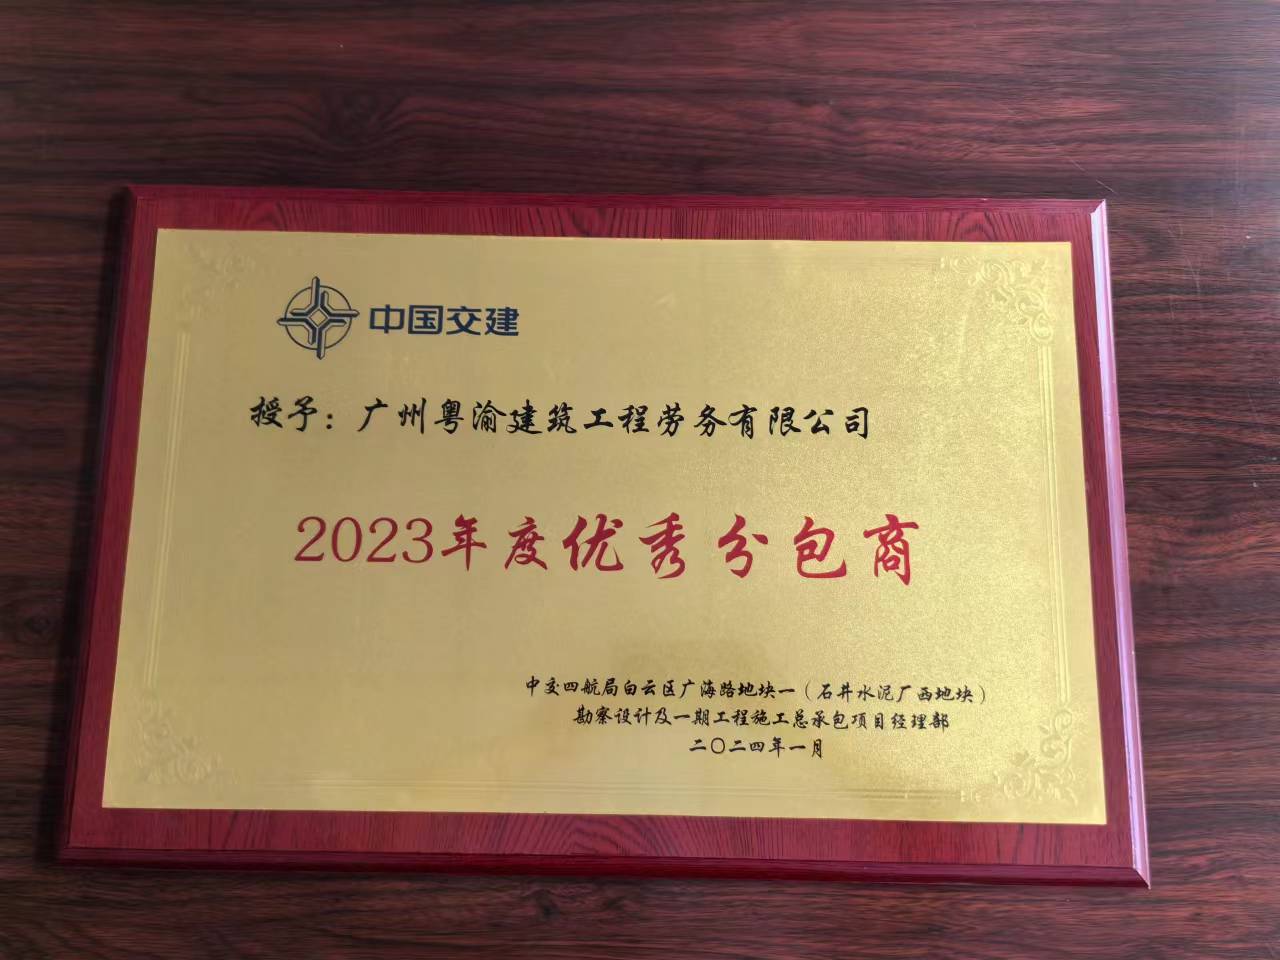 中国交建
授予：广州粤渝建筑工程劳务有限公司
2023年度优秀分包商
中交四航局白云区广海路地块一（石井水泥厂西地块）
勘察设计及一期工程施工总承包项目经理部
二〇二四年一月